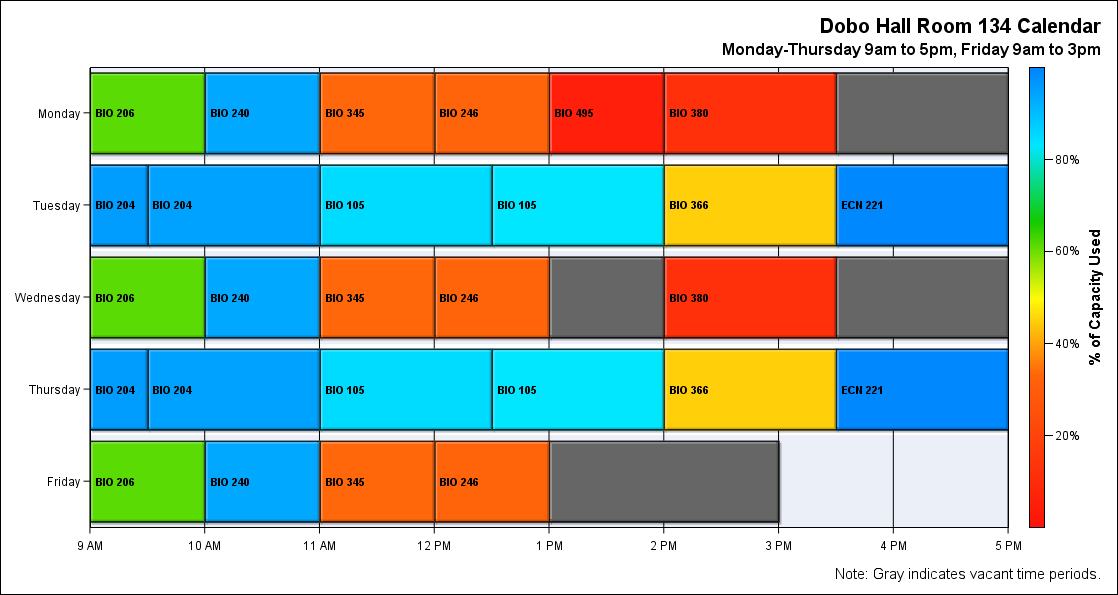 Dobo Hall Room 134 Calendar
Monday-Thursday 9am to 5pm, Friday 9am to 3pm
Monday
BIO 206
BIO 240
BIO 345
BIO 246
BIO 495
BIO 380
Tuesday
BIO 204
BIO 204
BIO 105
BIO 105
BIO 366
ECN 221
Wednesday
BIO 206
BIO 240
BIO 345
BIO 246
BIO 380
Thursday
BIO 204
BIO 204
BIO 105
BIO 105
BIO 366
ECN 221
Friday
BIO 206
BIO 240
BIO 345
BIO 246
9 AM
10 AM
11 AM
12 PM
1 PM
2 PM
3 PM
4 PM
5 PM
80%
60%
40%
20%
% of Capacity Used
Note: Gray indicates vacant time periods.